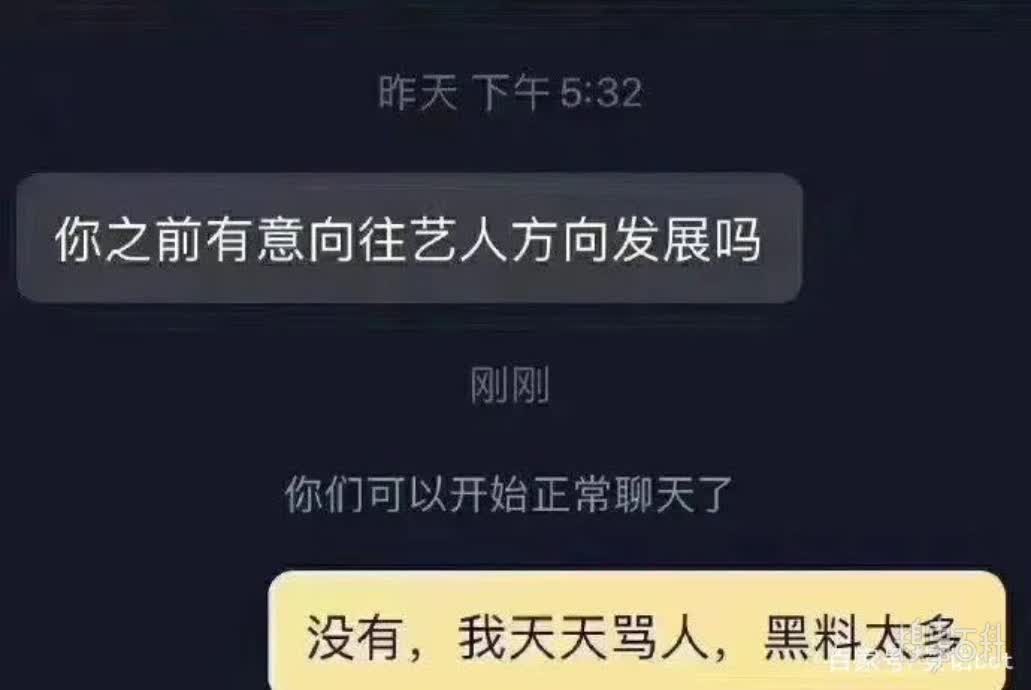 昨天 下午 5:32
你之前有意向往艺人方向发展吗
刚刚
你们可以开始正常聊天了
没有，我天天骂人，黑料太多